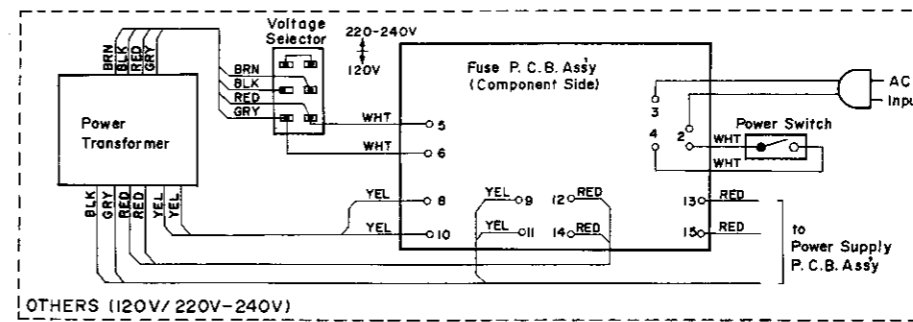 Voltage
Selector
220-240V
120V
BRN
BLK
RED
GRY
BRN
BLK
RED
GRY
Power
Transformer
Fuse P. C. B. Ass'y
(Component Side)
WHT
5
WHT
6
3
4
2
AC
Inpu
Power Switch
WHT
WHT
YEL
8
YEL
10
YEL
9
YEL
11
12
RED
14
RED
13
RED
15
RED
to
Power Supply
P. C. B. Ass'y
BLK
GRY
RED
RED
YEL
YEL
OTHERS (120V/220V-240V)